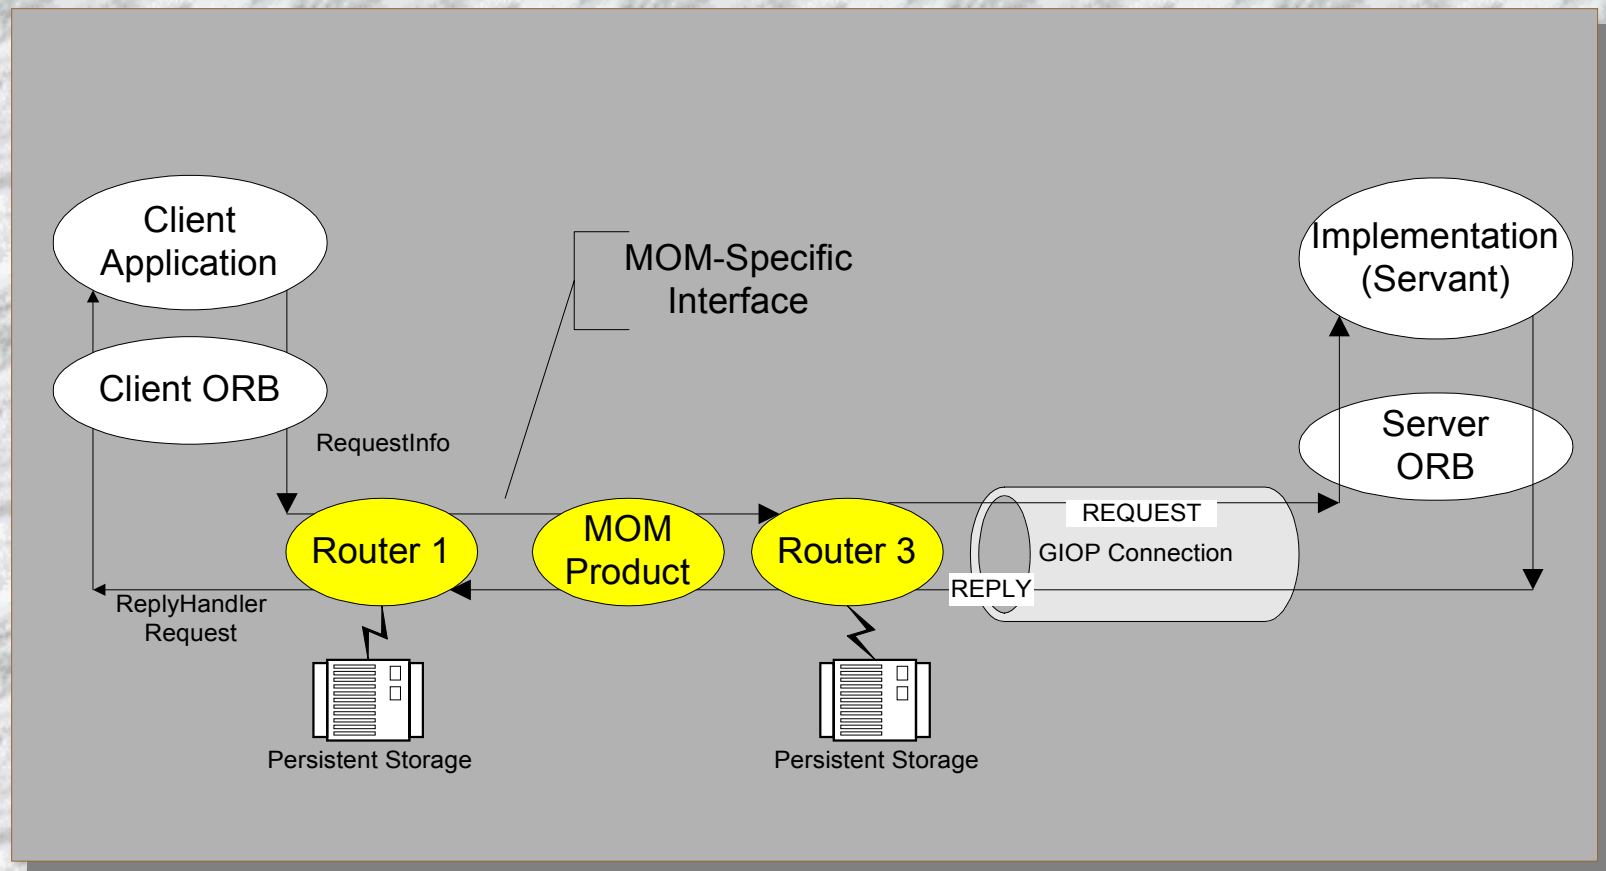 Client
Application
MOM-Specific
Interface
Implementation
(Servant)
Client ORB
Server
ORB
RequestInfo
REQUEST
Router 1
MOM
Product
Router 3
GIOP Connection
REPLY
ReplyHandler
Request
Persistent Storage
Persistent Storage